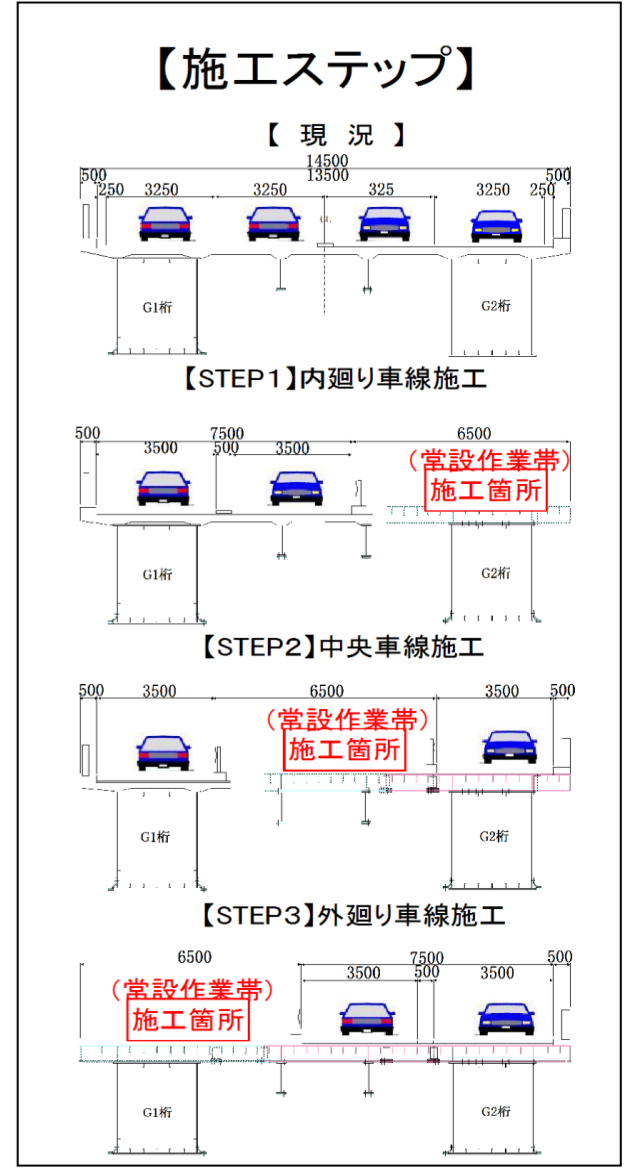 【施工ステップ】
【 現 況 】
14500
500 13500 500
250 3250 3250 325 3250 250
CL
G1桁 G2桁
【STEP1】内廻り車線施工
500 7500 6500
3500 500 3500
(常設作業帯)
施工箇所
G1桁 G2桁
【STEP2】中央車線施工
500 3500 6500 3500 500
(常設作業帯)
施工箇所
G1桁 G2桁
【STEP3】外廻り車線施工
6500 7500 500
3500 500 3500
(常設作業帯)
施工箇所
G1桁 G2桁